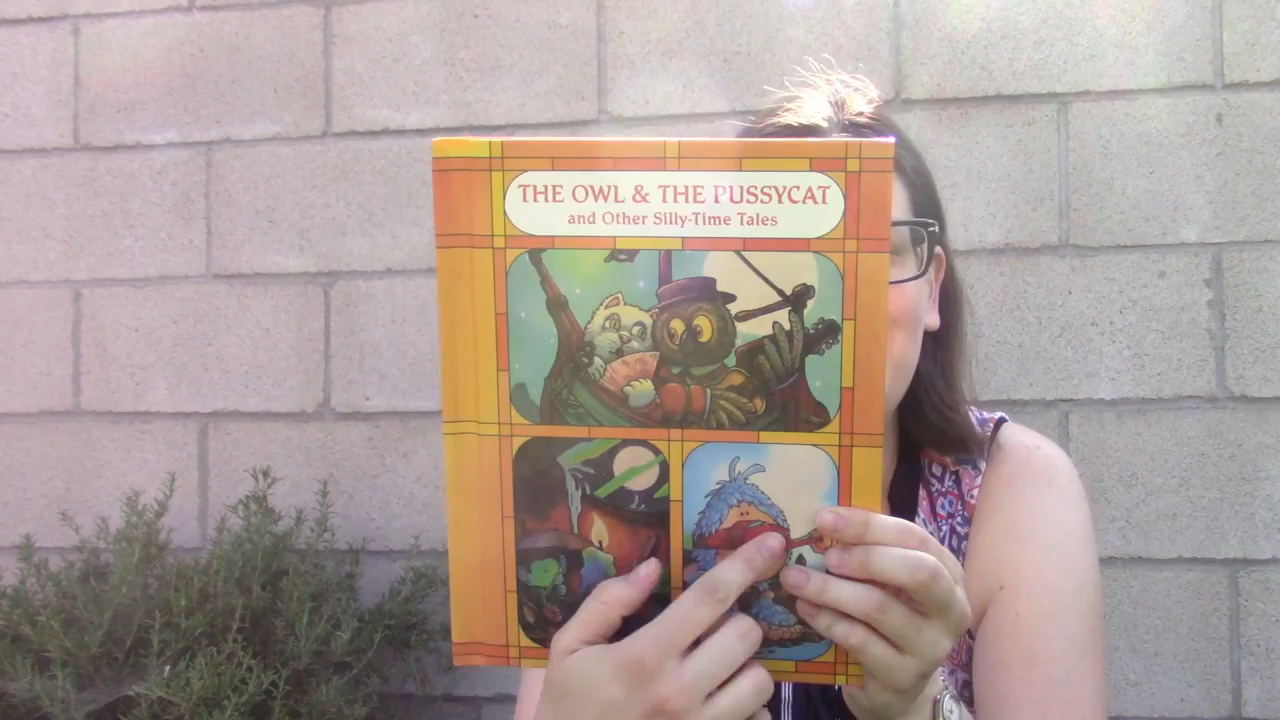 THE OWL & THE PUSSYCAT
and Other Silly-Time Tales